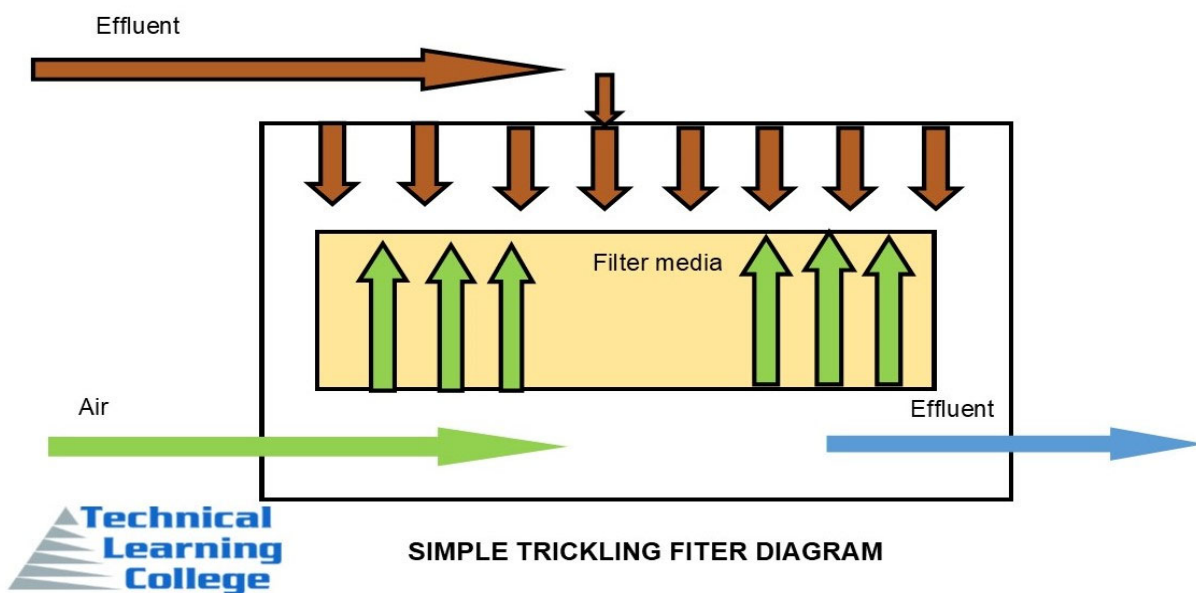 Effluent
Filter media
Air
Effluent
Technical
Learning
College
SIMPLE TRICKLING FITER DIAGRAM